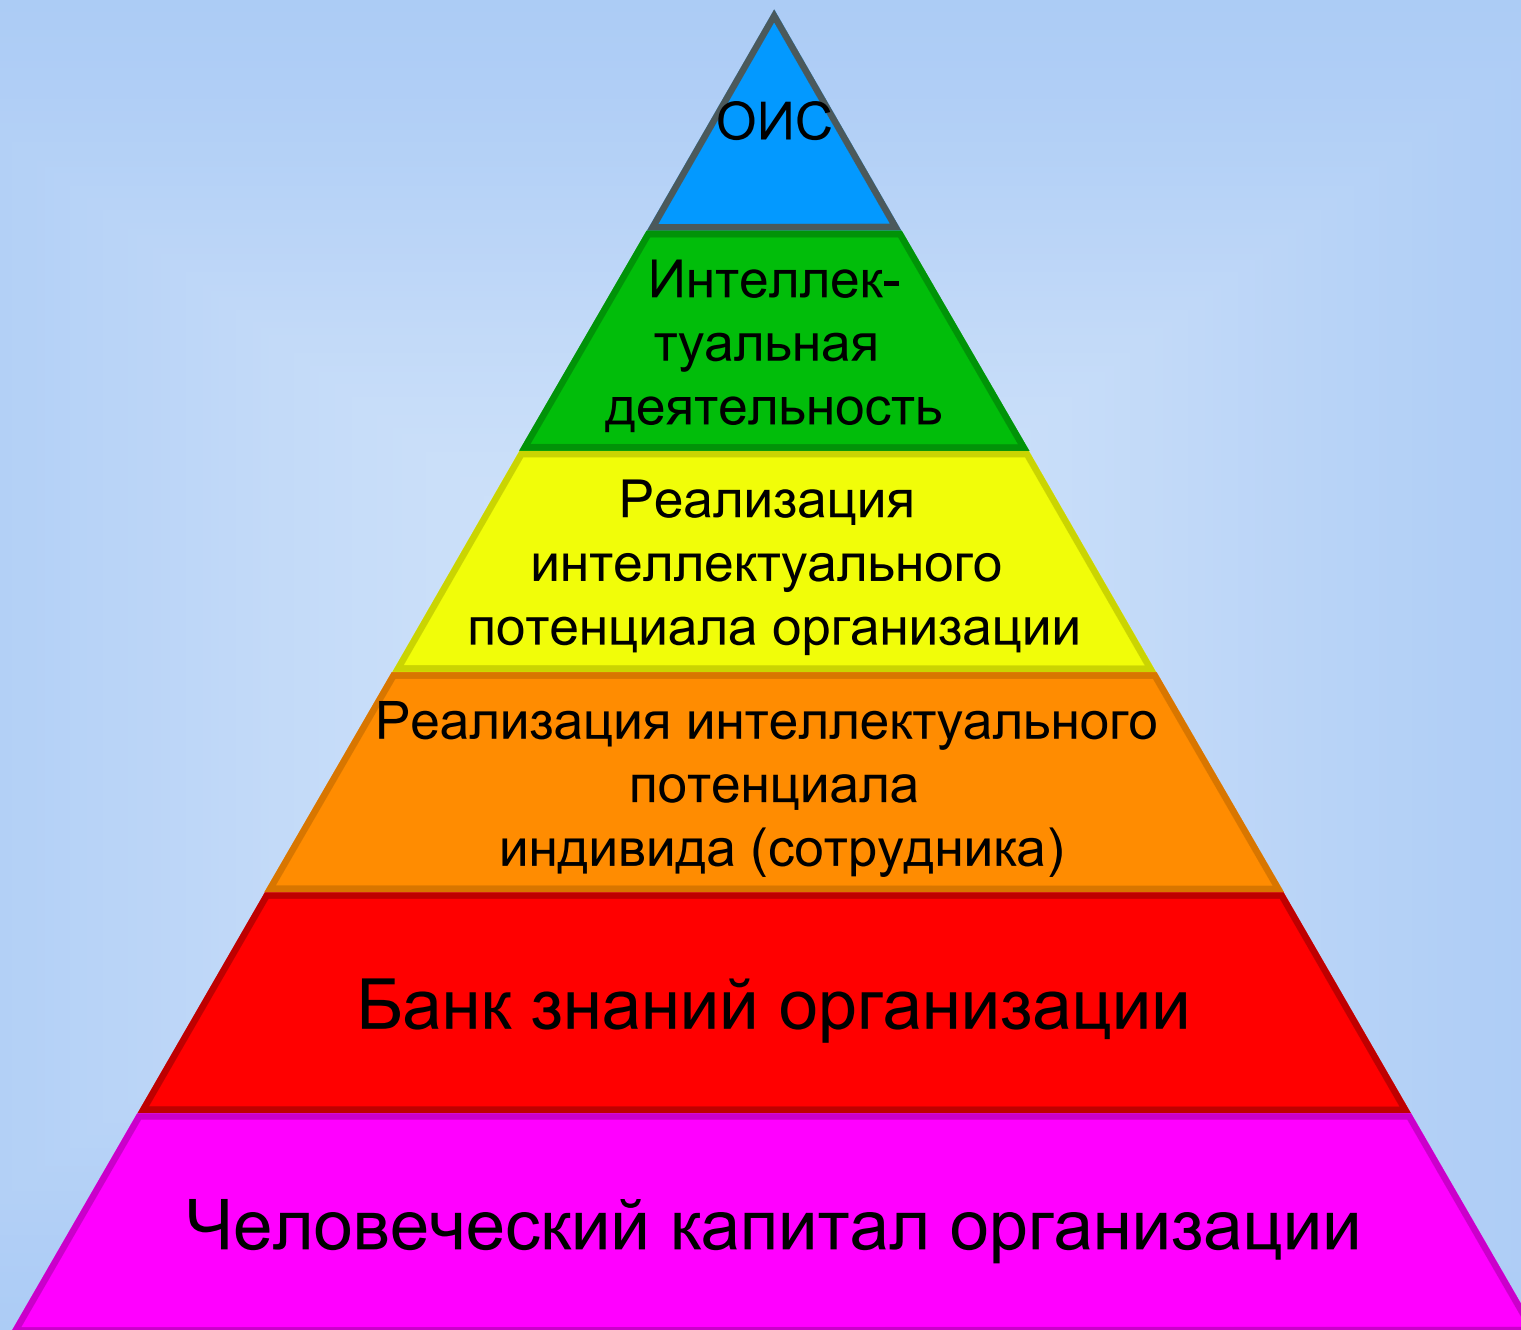 ОИС
Интеллек-
туальная
деятельность
Реализация
интеллектуального
потенциала организации
Реализация интеллектуального
потенциала
индивида (сотрудника)
Банк знаний организации
Человеческий капитал организации